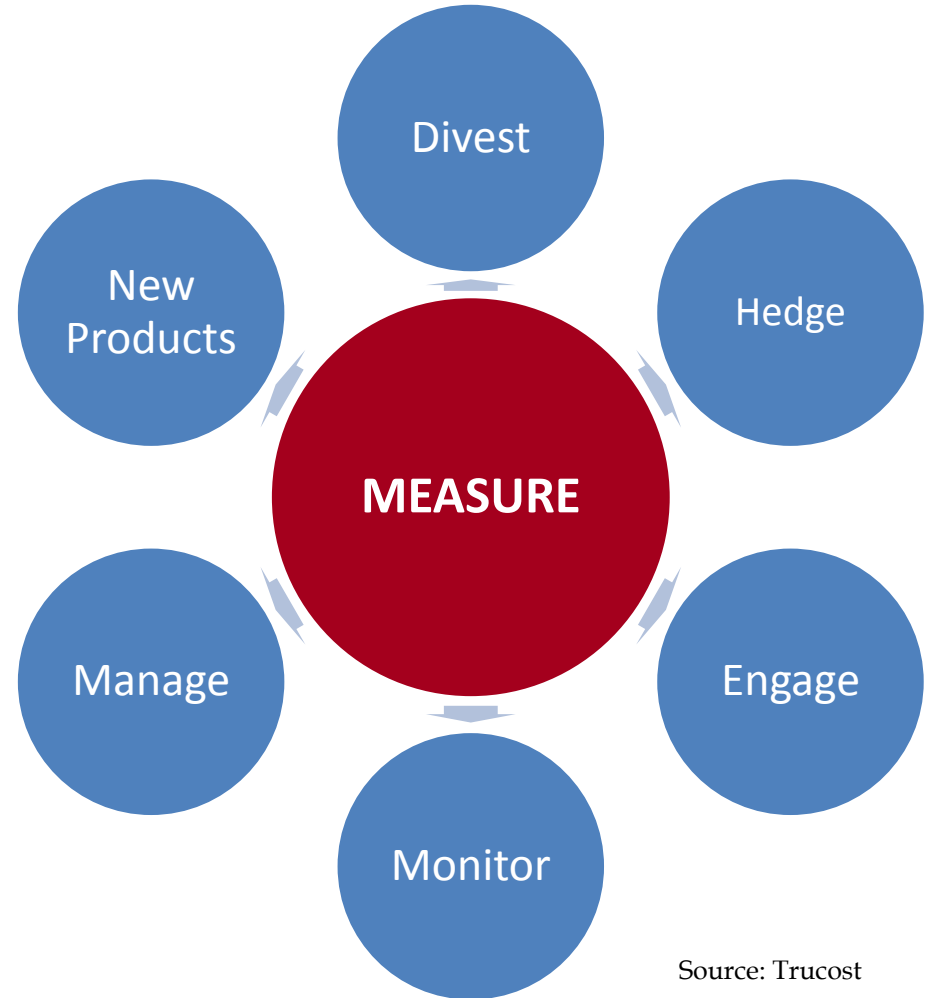 Divest
New
Products
Hedge
MEASURE
Manage
Engage
Monitor
Source: Trucost